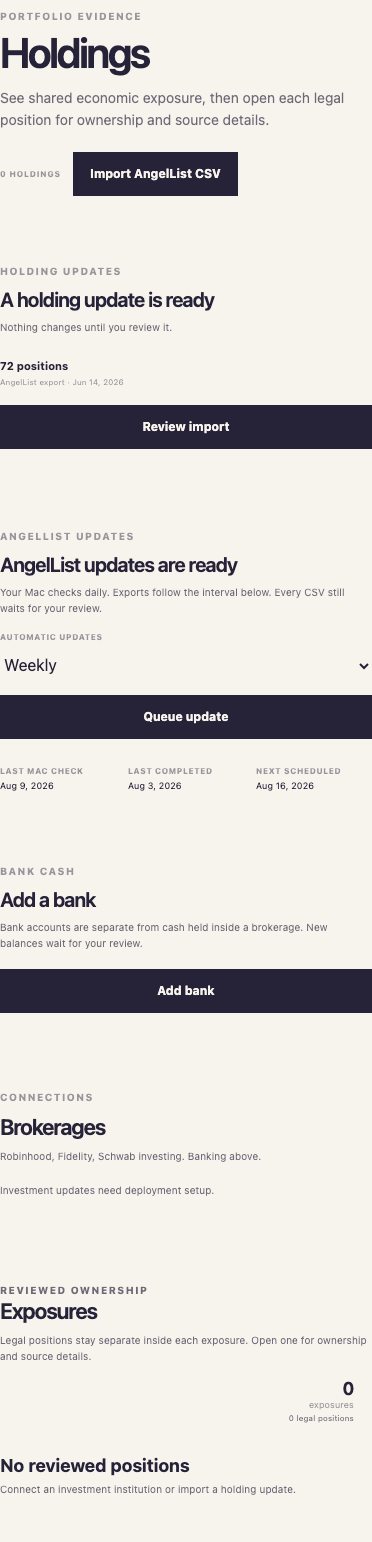 PORTFOLIO EVIDENCE
Holdings
See shared economic exposure, then open each legal
position for ownership and source details.
0 HOLDINGS
Import AngelList CSV
HOLDING UPDATES
A holding update is ready
Nothing changes until you review it.
72 positions
AngelList export · Jun 14, 2026
Review import
ANGELLIST UPDATES
AngelList updates are ready
Your Mac checks daily. Exports follow the interval below. Every CSV still
waits for your review.
AUTOMATIC UPDATES
Weekly
Queue update
LAST MAC CHECK
Aug 9, 2026
LAST COMPLETED
Aug 3, 2026
NEXT SCHEDULED
Aug 16, 2026
BANK CASH
Add a bank
Bank accounts are separate from cash held inside a brokerage. New
balances wait for your review.
Add bank
CONNECTIONS
Brokerages
Robinhood, Fidelity, Schwab investing. Banking above.
Investment updates need deployment setup.
REVIEWED OWNERSHIP
Exposures
Legal positions stay separate inside each exposure. Open one for ownership
and source details.
0
exposures
0 legal positions
No reviewed positions
Connect an investment institution or import a holding update.